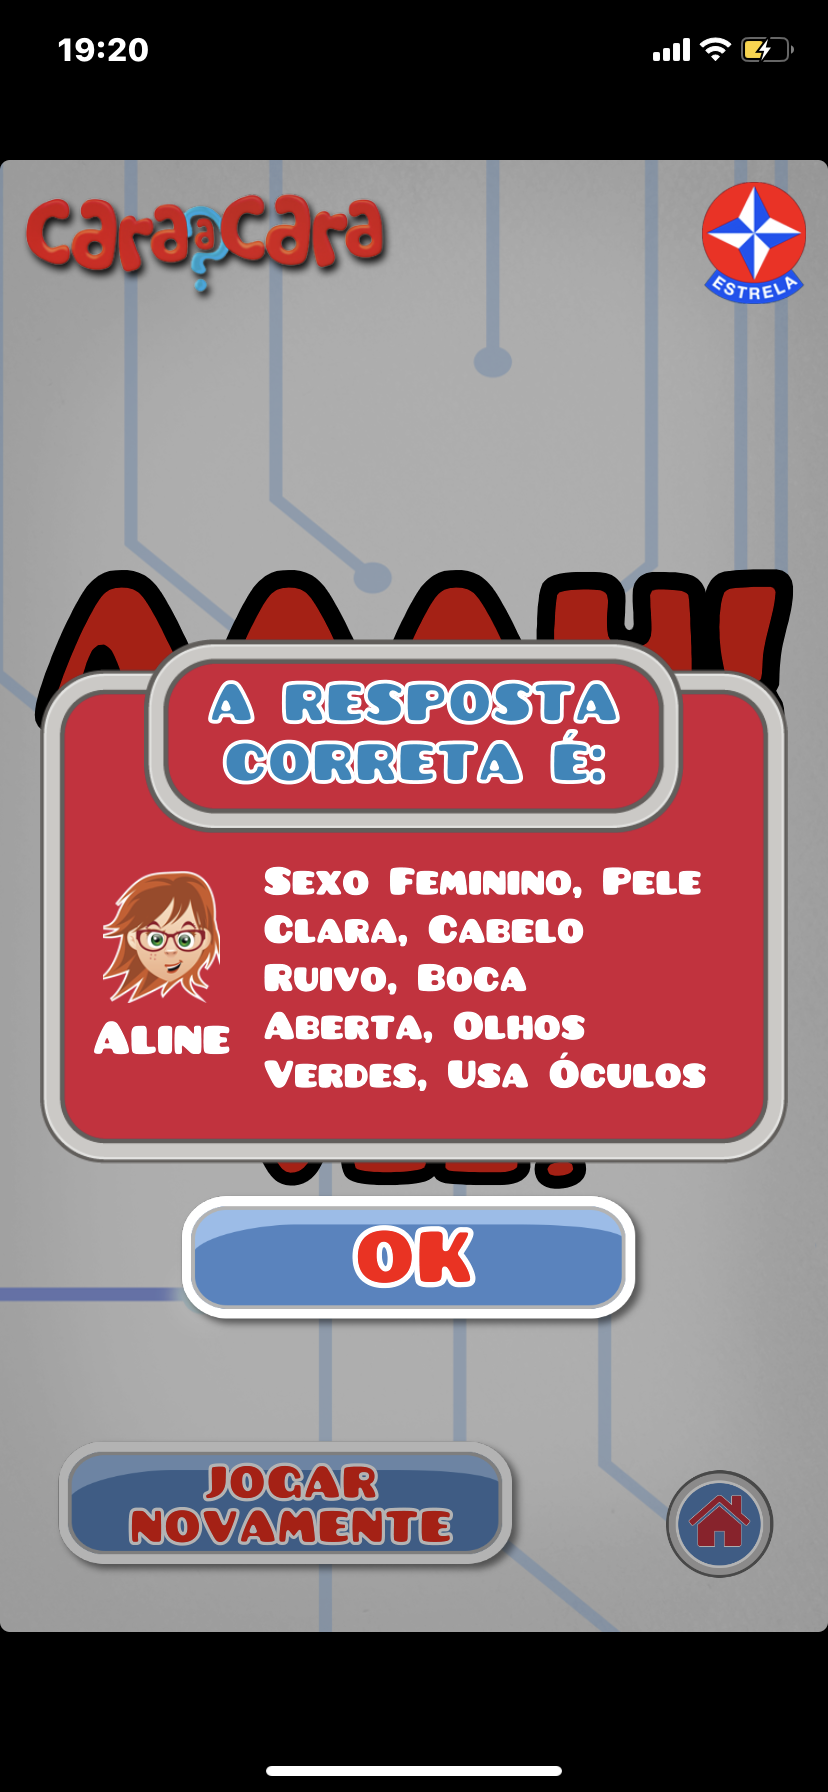 19:20
Cara a Cara
ESTRELA
A RESPOSTA
CORRETA É:
Sexo Feminino, Pele
Clara, Cabelo
Ruivo, Boca
Aberta, Olhos
Verdes, Usa Óculos
Aline
OK
JOGAR
NOVAMENTE